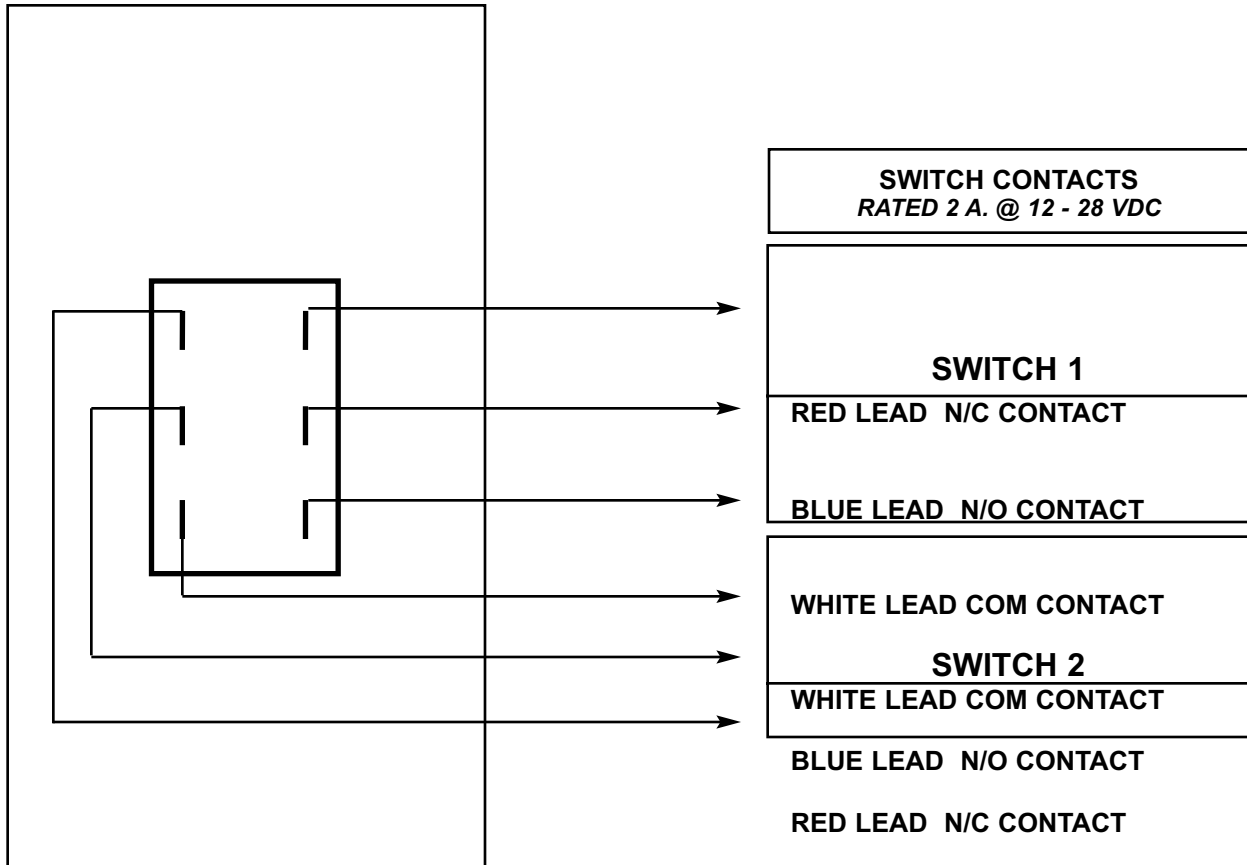 SWITCH CONTACTS
RATED 2 A. @ 12 - 28 VDC
SWITCH 1
RED LEAD N/C CONTACT
BLUE LEAD N/O CONTACT
WHITE LEAD COM CONTACT
SWITCH 2
WHITE LEAD COM CONTACT
BLUE LEAD N/O CONTACT
RED LEAD N/C CONTACT